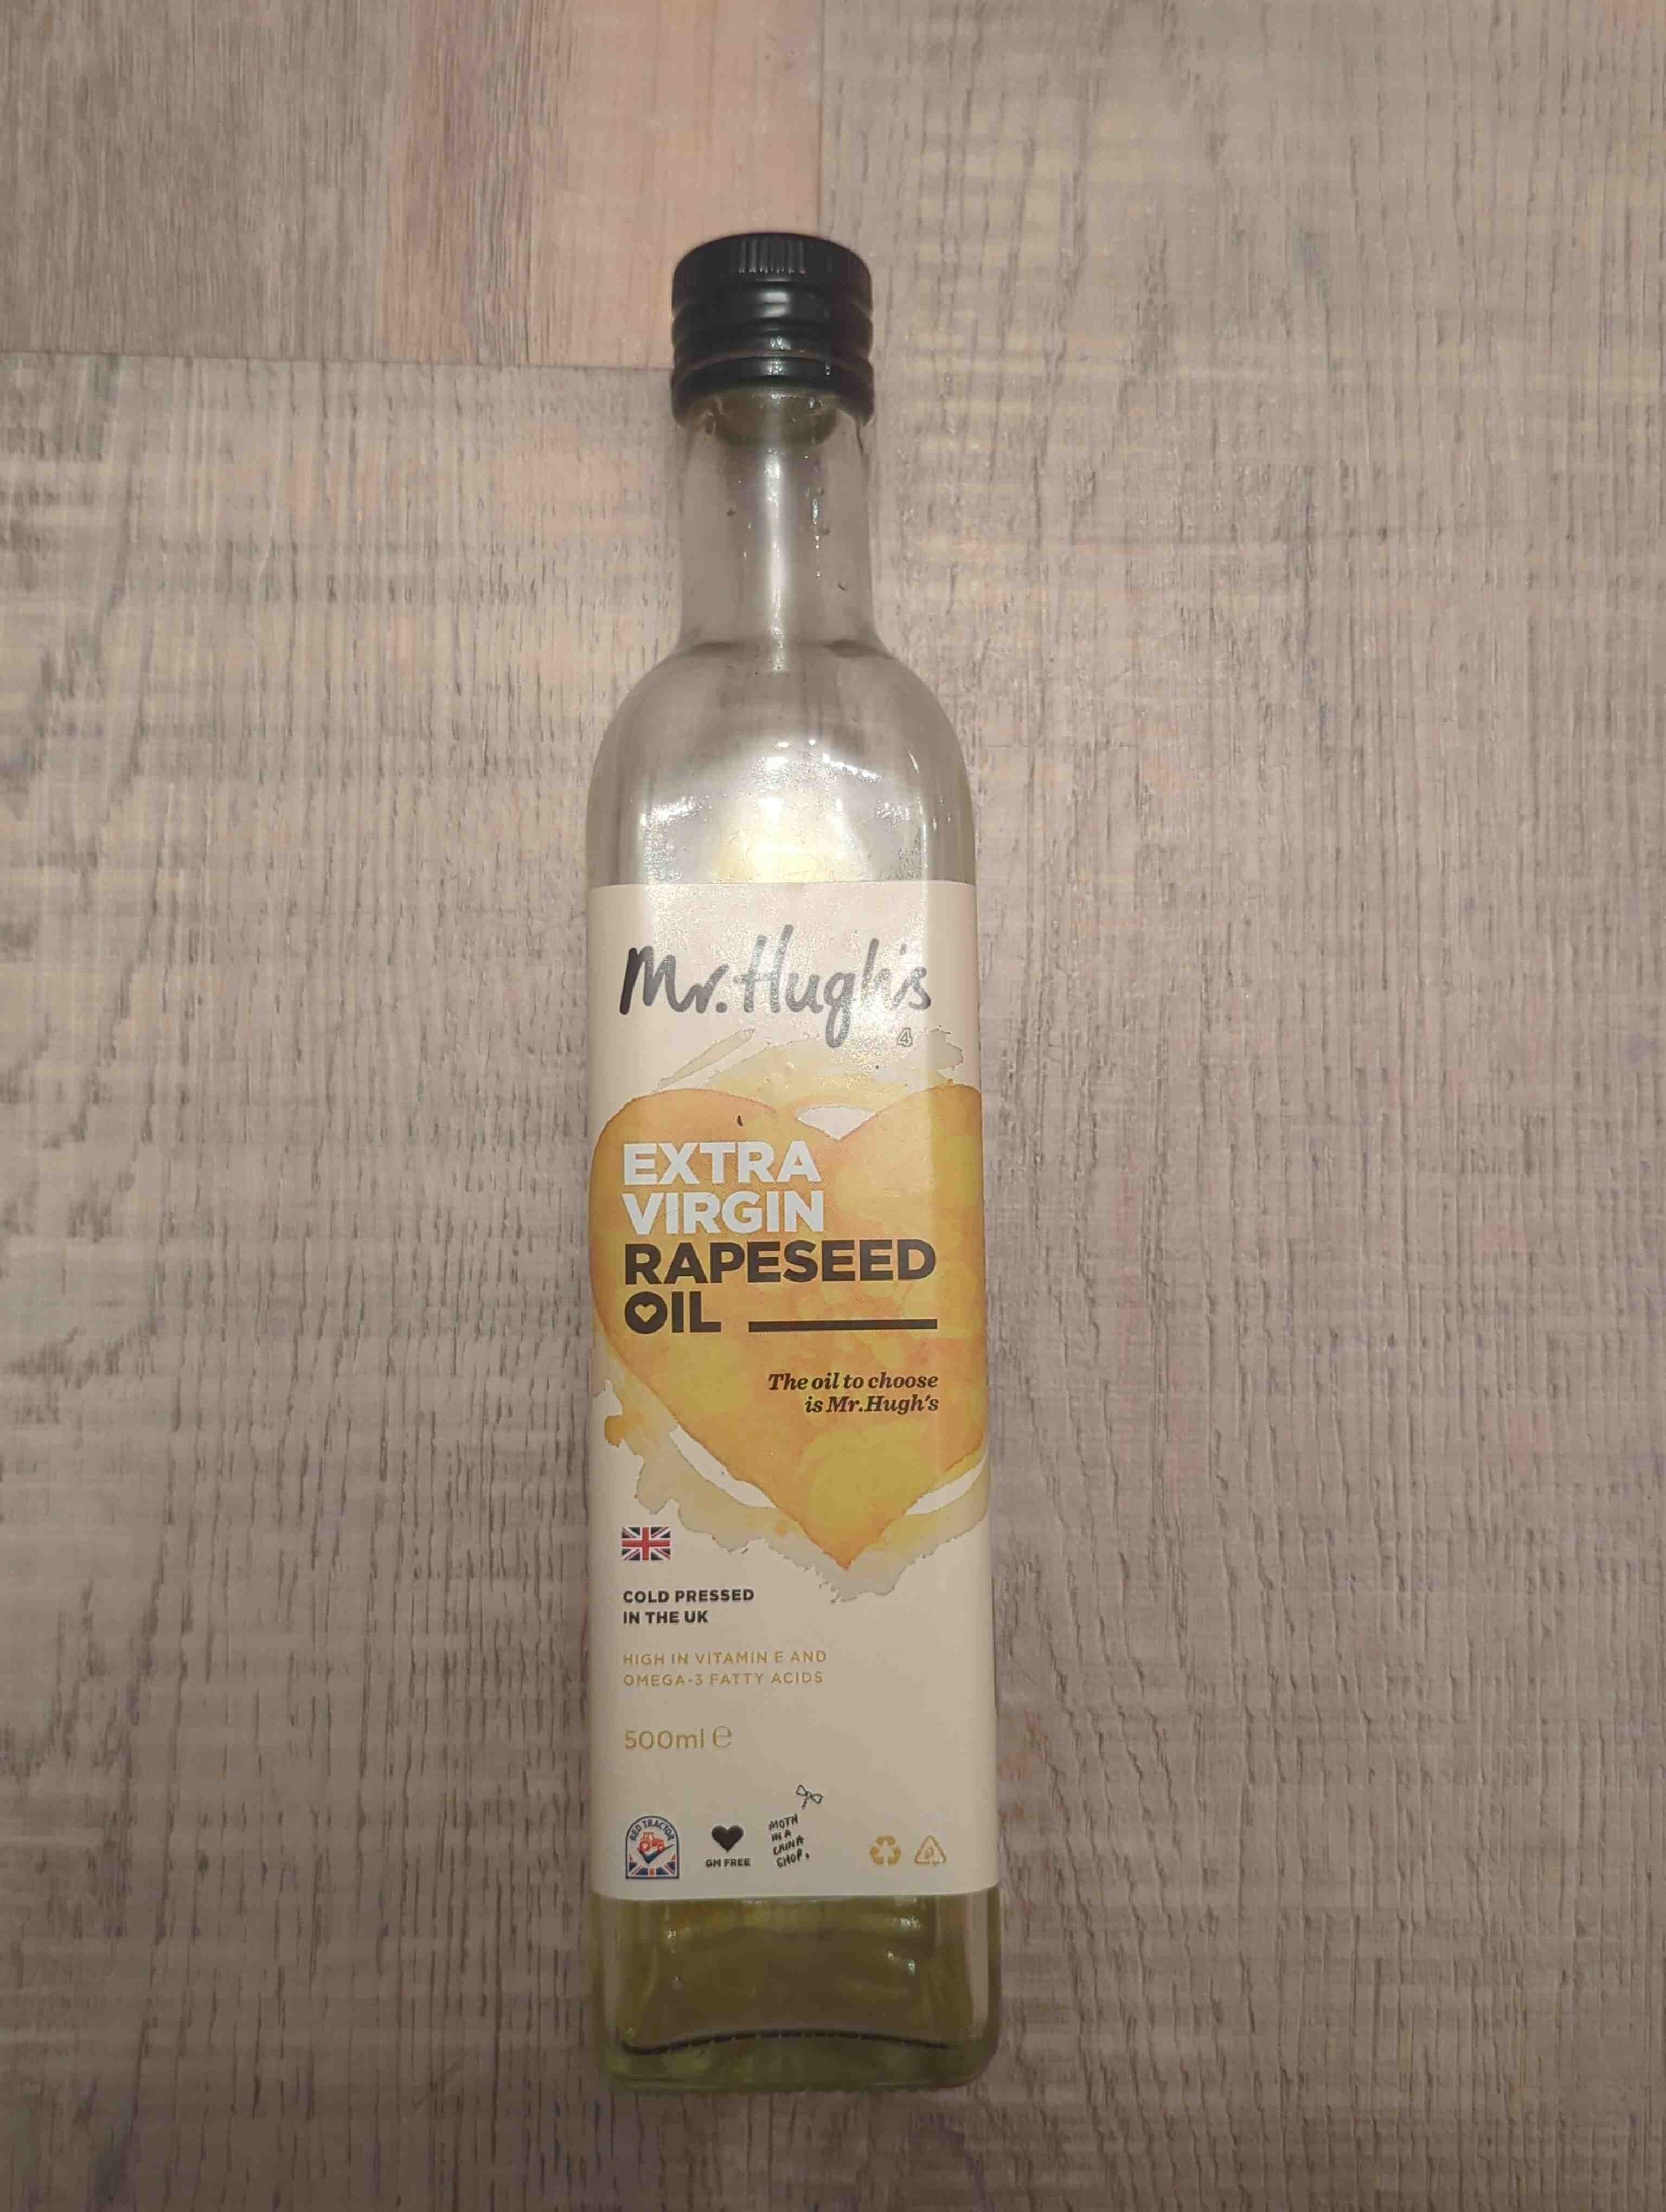 Mr. Hugh's
4
EXTRA
VIRGIN
RAPESEED
OIL
The oil to choose
is Mr.Hugh's
COLD PRESSED
IN THE UK
HIGH IN VITAMIN E AND
OMEGA-3 FATTY ACIDS
500ml ℮
RED TRACTOR
GM FREE
MOTH
IN A
CHINA
SHOP.